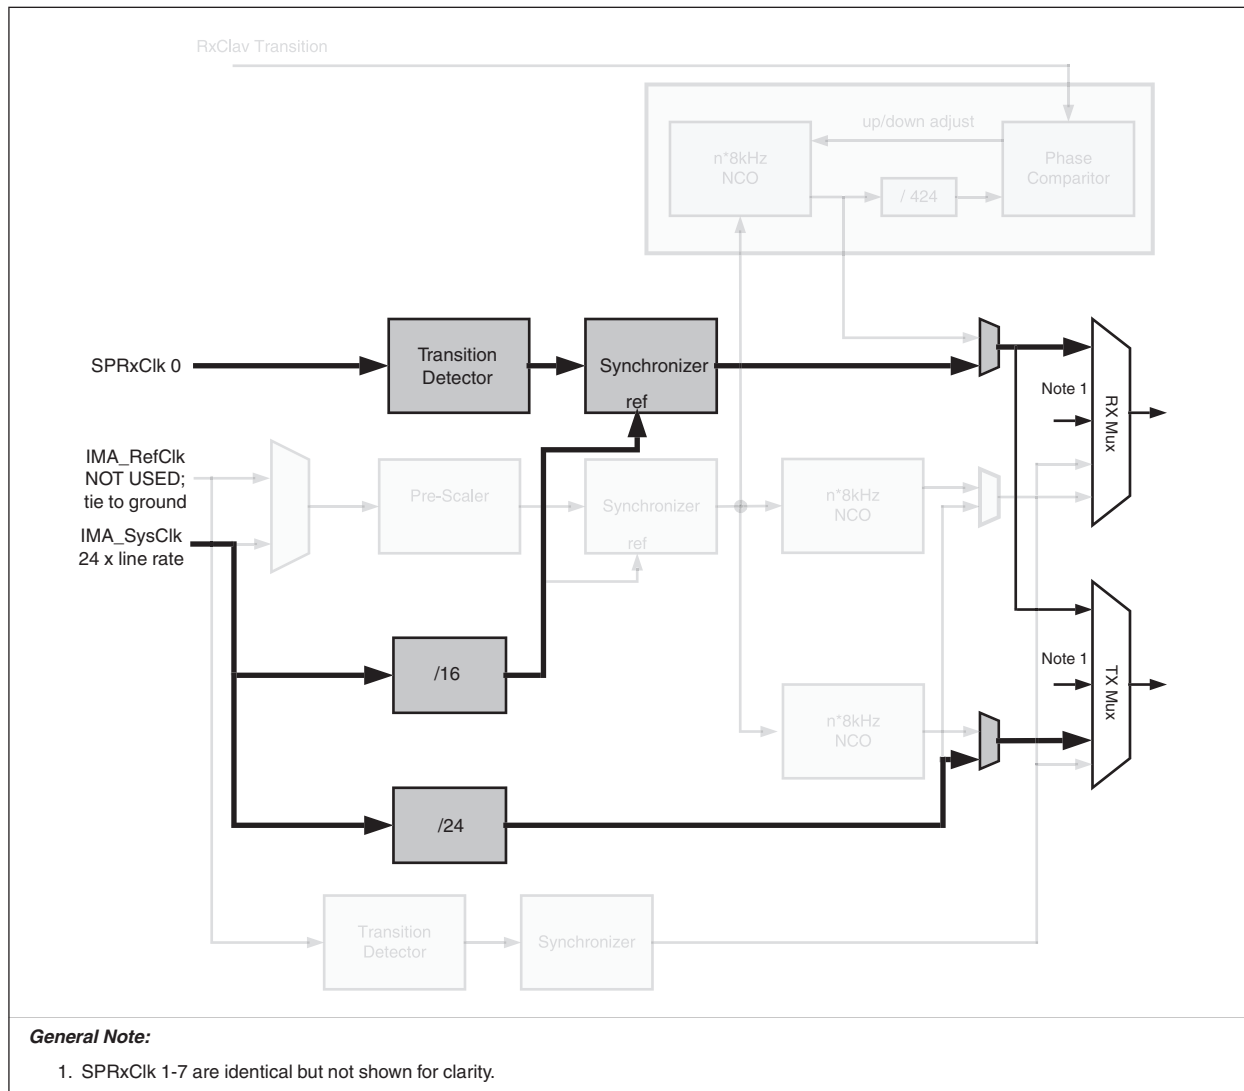 RxClav Transition
up/down adjust
n*8kHz
NCO
Phase
Comparitor
/ 424
SPRxClk 0
Transition
Detector
Synchronizer
ref
Note 1
RX Mux
IMA_RefClk
NOT USED;
tie to ground
Pre-Scaler
Synchronizer
ref
n*8kHz
NCO
IMA_SysClk
24 x line rate
/16
Note 1
TX Mux
n*8kHz
NCO
/24
Transition
Detector
Synchronizer
General Note:
1. SPRxClk 1-7 are identical but not shown for clarity.